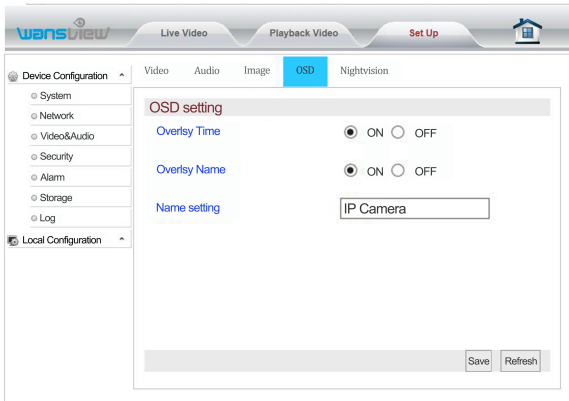 wansview
Live Video
Playback Video
Set Up
Device Configuration
System
Network
Video&Audio
Security
Alarm
Storage
Log
Local Configuration
Video
Audio
Image
OSD
Nightvision
OSD setting
Overlsy Time
ON
OFF
Overlsy Name
ON
OFF
Name setting
IP Camera
Save
Refresh